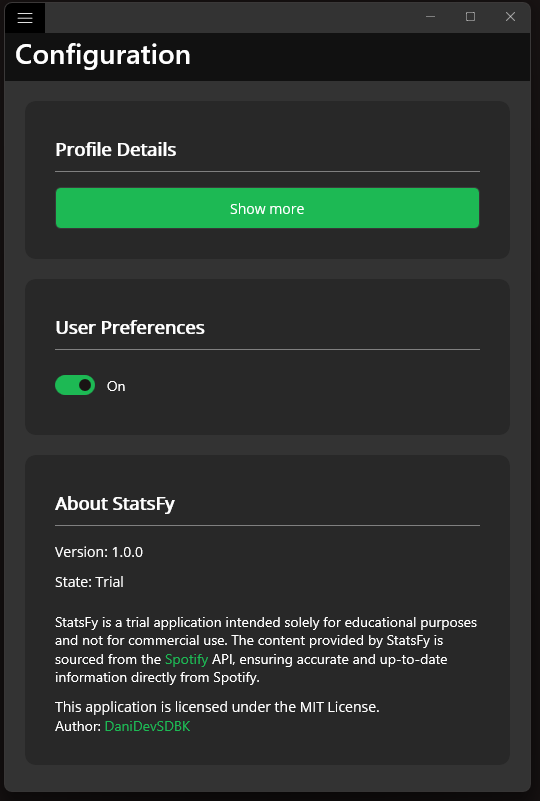 Configuration
Profile Details
Show more
User Preferences
On
About StatsFy
Version: 1.0.0
State: Trial
StatsFy is a trial application intended solely for educational purposes
and not for commercial use. The content provided by StatsFy is
sourced from the Spotify API, ensuring accurate and up-to-date
information directly from Spotify.
This application is licensed under the MIT License.
Author: DaniDevSDBK